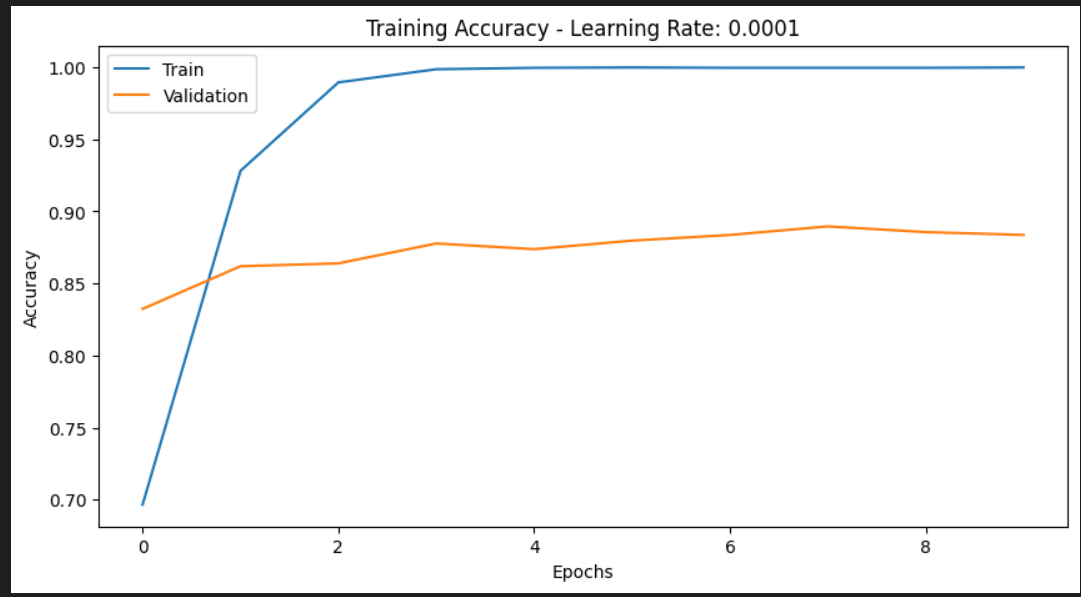 Training Accuracy - Learning Rate: 0.0001
Train
Validation
1.00
0.95
0.90
0.85
0.80
0.75
0.70
Accuracy
0 2 4 6 8
Epochs